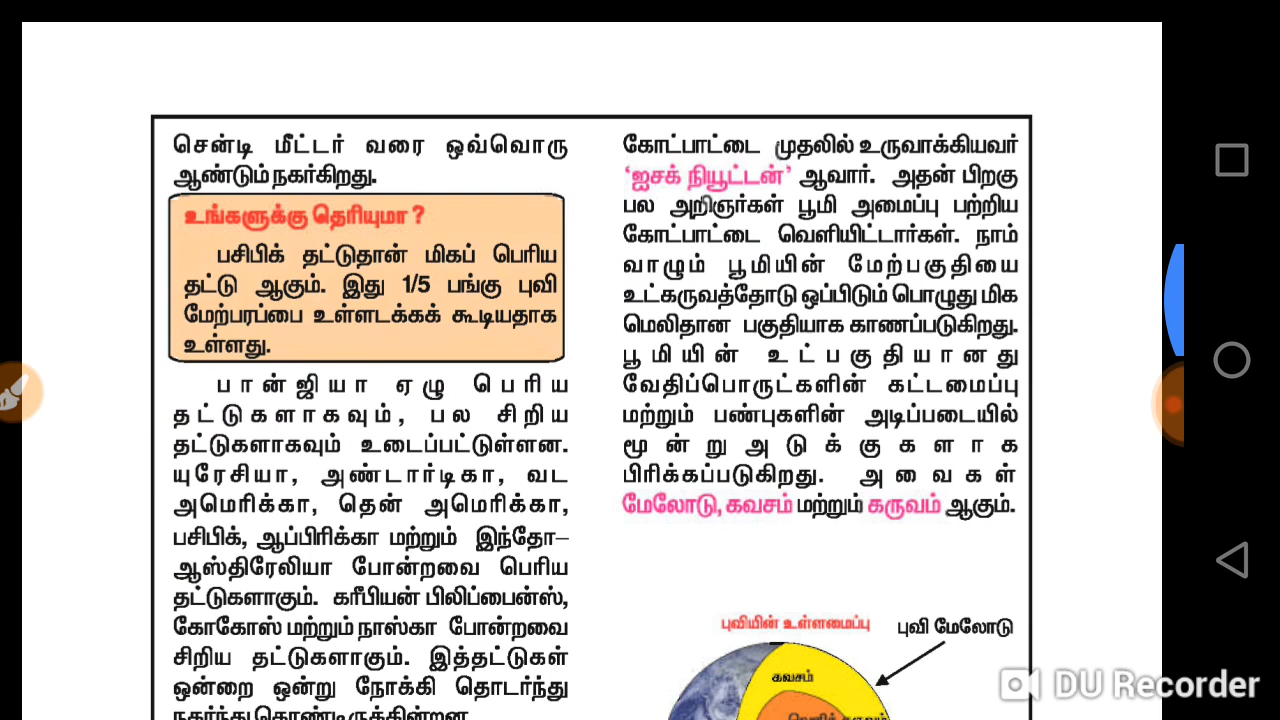 சென்டி மீட்டர் வரை ஒவ்வொரு
ஆண்டும் நகர்கிறது.
உங்களுக்கு தெரியுமா ?
பசிபிக் தட்டுதான் மிகப் பெரிய
தட்டு ஆகும். இது 1/5 பங்கு புவி
மேற்பரப்பை உள்ளடக்கக் கூடியதாக
உள்ளது.
பான்ஜியா ஏழு பெரிய
தட்டுகளாகவும், பல சிறிய
தட்டுகளாகவும் உடைப்பட்டுள்ளன.
யுரேசியா, அண்டார்டிகா, வட
அமெரிக்கா, தென் அமெரிக்கா,
பசிபிக், ஆப்பிரிக்கா மற்றும் இந்தோ–
ஆஸ்திரேலியா போன்றவை பெரிய
தட்டுகளாகும். கரீபியன் பிலிப்பைன்ஸ்,
கோகோஸ் மற்றும் நாஸ்கா போன்றவை
சிறிய தட்டுகளாகும். இத்தட்டுகள்
ஒன்றை ஒன்று நோக்கி தொடர்ந்து
நகர்ந்து கொண்டிருக்கின்றன
கோட்பாட்டை முதலில் உருவாக்கியவர்
‘ஐசக் நியூட்டன்’ ஆவார். அதன் பிறகு
பல அறிஞர்கள் பூமி அமைப்பு பற்றிய
கோட்பாட்டை வெளியிட்டார்கள். நாம்
வாழும் பூமியின் மேற்பகுதியை
உட்கருவத்தோடு ஒப்பிடும் பொழுது மிக
மெலிதான பகுதியாக காணப்படுகிறது.
பூமியின் உட்பகுதியானது
வேதிப்பொருட்களின் கட்டமைப்பு
மற்றும் பண்புகளின் அடிப்படையில்
மூன்று அடுக்குகளாக
பிரிக்கப்படுகிறது. அவைகள்
மேலோடு, கவசம் மற்றும் கருவம் ஆகும்.
புவியின் உள்ளமைப்பு
புவி மேலோடு
கவசம்
வெளிக் கருவம்
DU Recorder